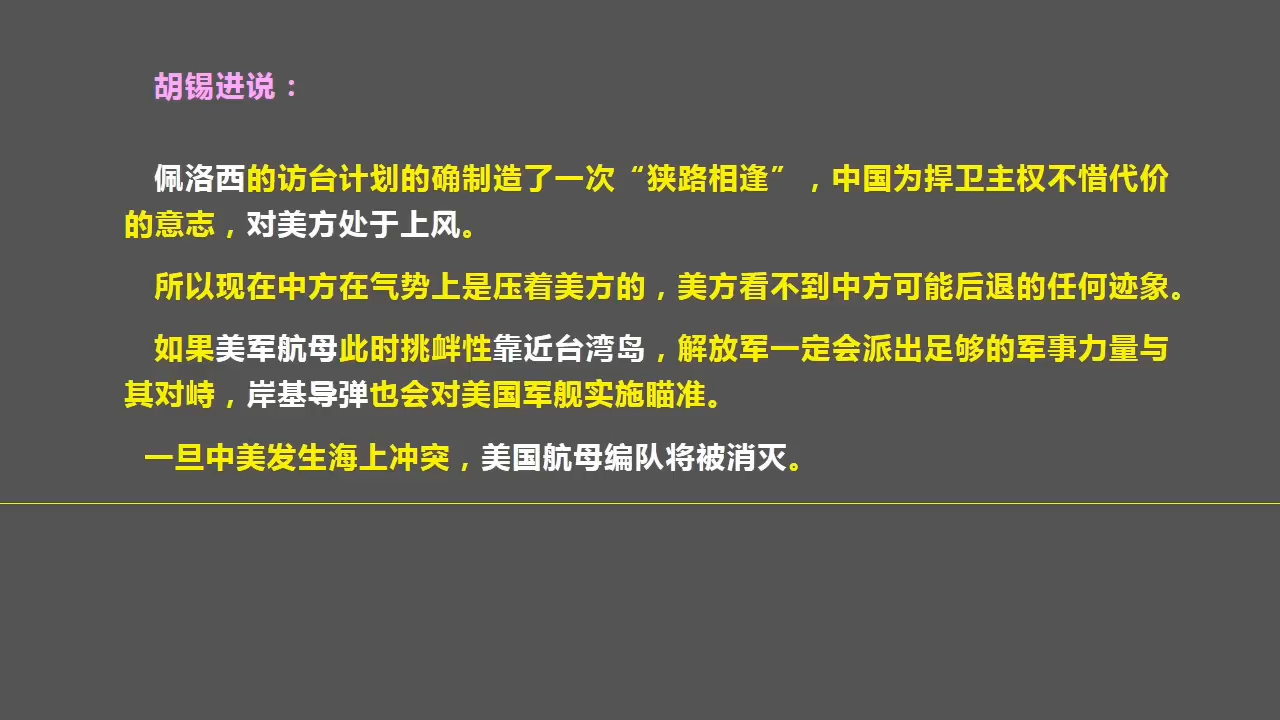 胡锡进说：
佩洛西的访台计划的确制造了一次“狭路相逢”，中国为捍卫主权不惜代价
的意志，对美方处于上风。
所以现在中方在气势上是压着美方的，美方看不到中方可能后退的任何迹象。
如果美军航母此时挑衅性靠近台湾岛，解放军一定会派出足够的军事力量与
其对峙，岸基导弹也会对美国军舰实施瞄准。
一旦中美发生海上冲突，美国航母编队将被消灭。